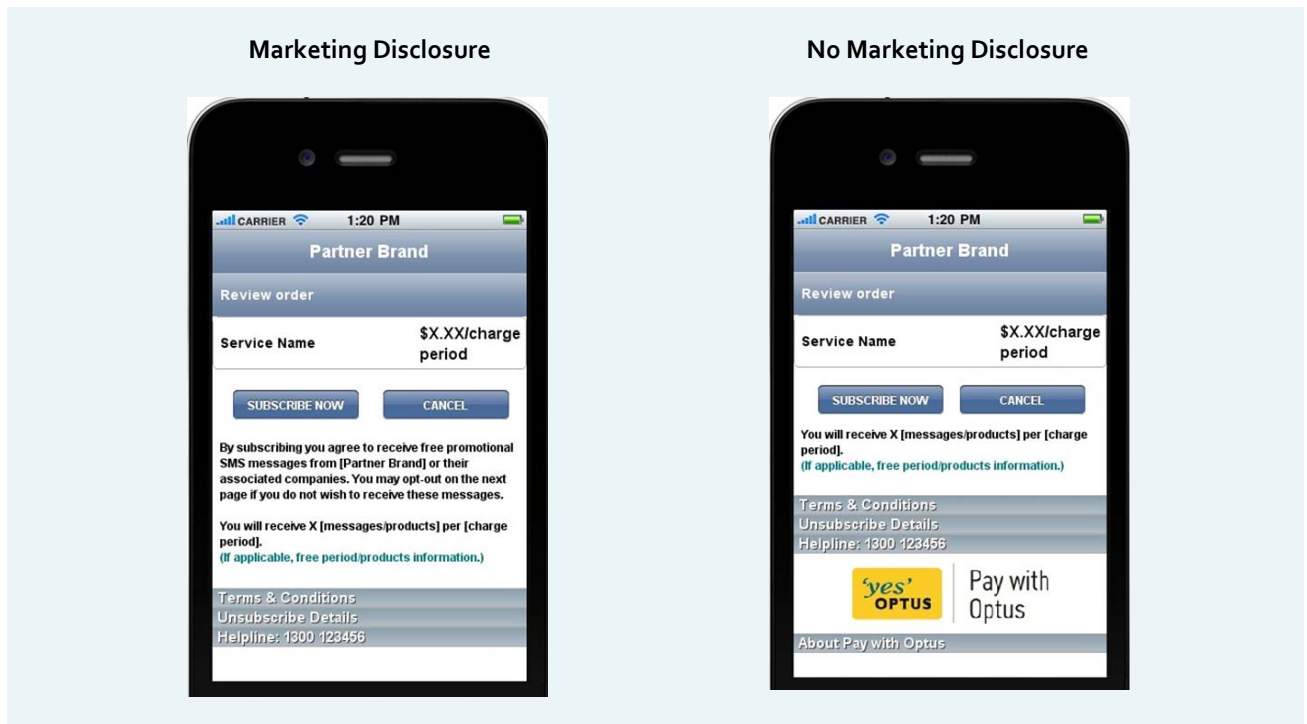 Marketing Disclosure
CARRIER 1:20 PM
Partner Brand
Review order
Service Name
$X.XX/charge
period
SUBSCRIBE NOW CANCEL
By subscribing you agree to receive free promotional
SMS messages from [Partner Brand] or their
associated companies. You may opt-out on the next
page if you do not wish to receive these messages.
You will receive X [messages/products] per [charge
period].
(If applicable, free period/products information.)
Terms & Conditions
Unsubscribe Details
Helpline: 1300 123456
No Marketing Disclosure
CARRIER 1:20 PM
Partner Brand
Review order
Service Name
$X.XX/charge
period
SUBSCRIBE NOW CANCEL
You will receive X [messages/products] per [charge
period].
(If applicable, free period/products information.)
Terms & Conditions
Unsubscribe Details
Helpline: 1300 123456
'yes'
OPTUS
Pay with
Optus
About Pay with Optus